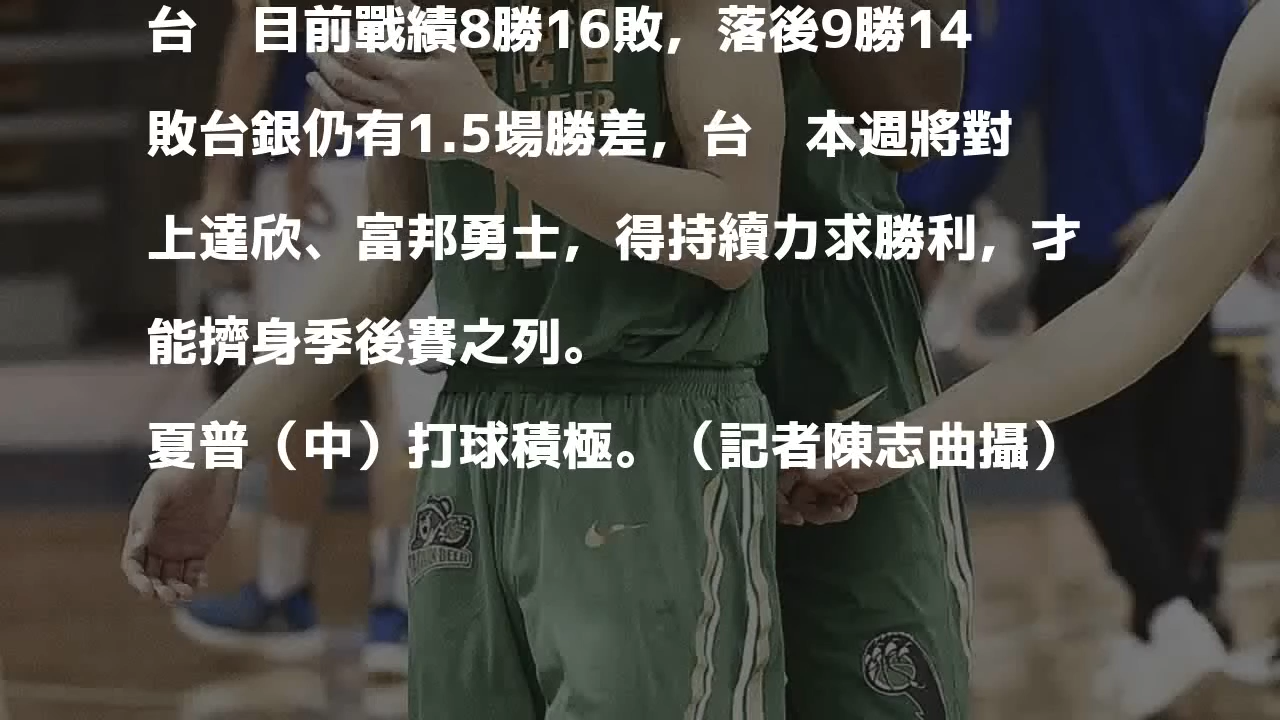 台　目前戰績8勝16敗，落後9勝14
敗台銀仍有1.5場勝差，台　本週將對
上達欣、富邦勇士，得持續力求勝利，才
能擠身季後賽之列。
夏普（中）打球積極。（記者陳志曲攝）
BEER